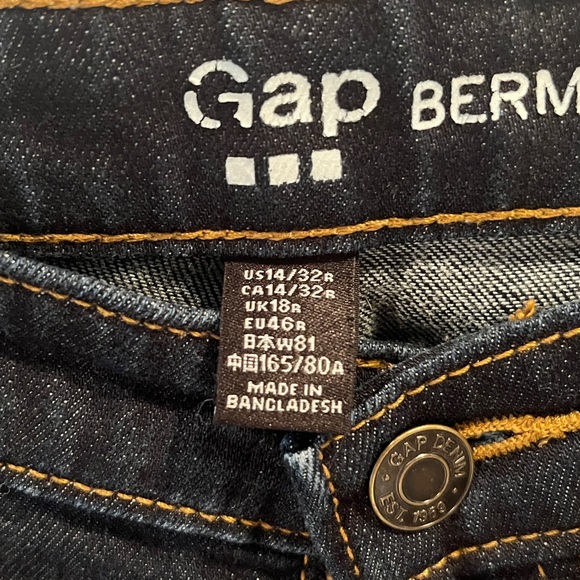 Gap BERM
US14/32R
CA14/32R
UK18R
EU46R
日本W81
中国165/80A
MADE IN
BANGLADESH
GAP DENIM
EST. 1969